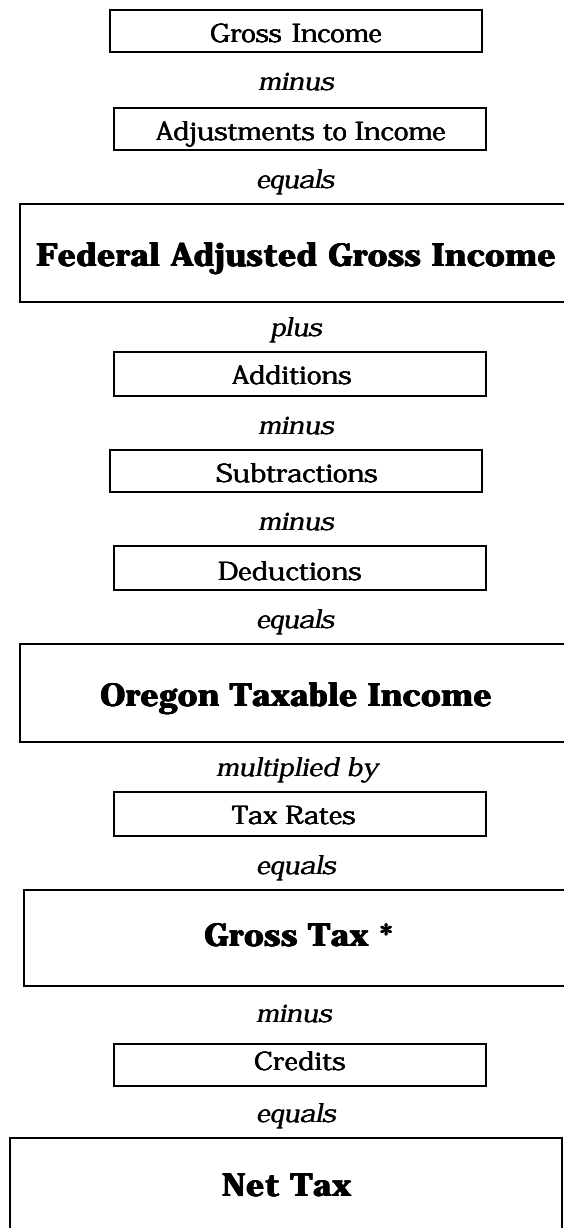 Gross Income
minus
Adjustments to Income
equals
Federal Adjusted Gross Income
plus
Additions
minus
Subtractions
minus
Deductions
equals
Oregon Taxable Income
multiplied by
Tax Rates
equals
Gross Tax *
minus
Credits
equals
Net Tax